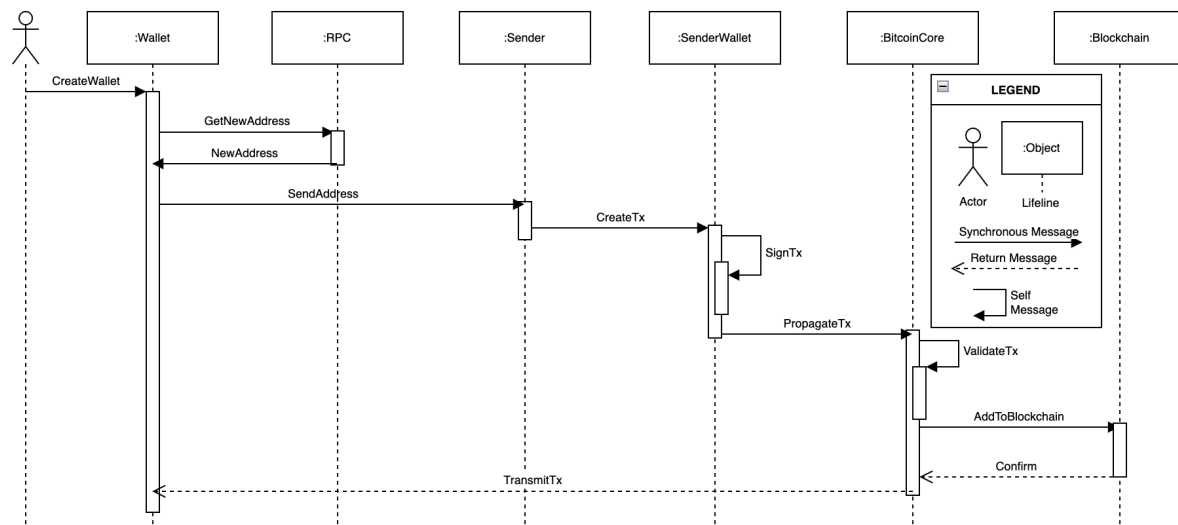 :Wallet
:RPC
:Sender
:SenderWallet
:BitcoinCore
:Blockchain
CreateWallet
LEGEND
GetNewAddress
NewAddress
:Object
SendAddress
Actor
Lifeline
CreateTx
Synchronous Message
SignTx
Return Message
Self
Message
PropagateTx
ValidateTx
AddToBlockchain
Confirm
TransmitTx